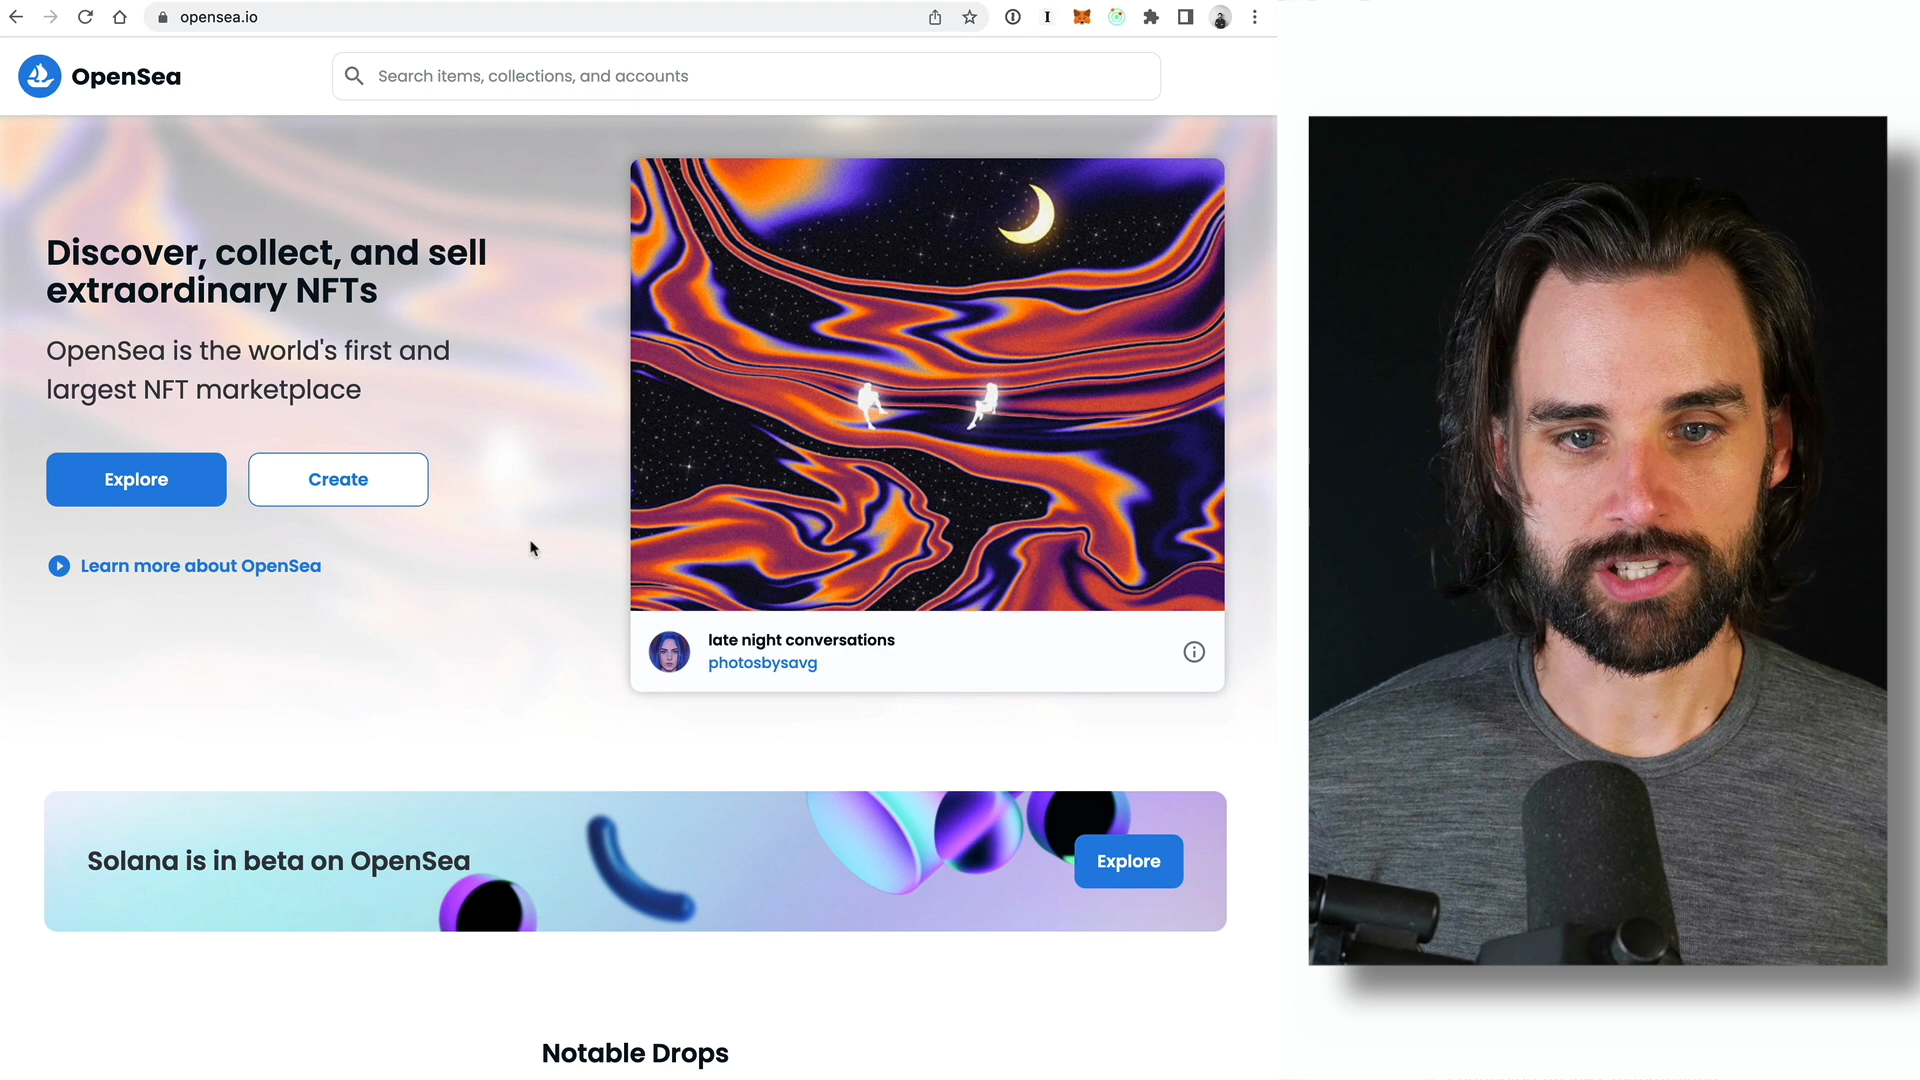 opensea.io
OpenSea
Search items, collections, and accounts
Discover, collect, and sell
extraordinary NFTs
OpenSea is the world's first and
largest NFT marketplace
Explore
Create
Learn more about OpenSea
late night conversations
photosbysavg
Solana is in beta on OpenSea
Explore
Notable Drops